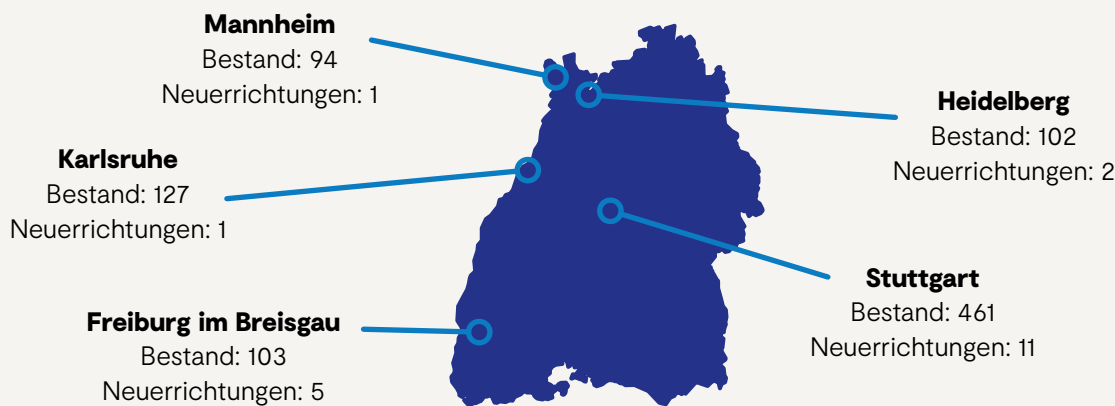 Mannheim
Bestand: 94
Neuerrichtungen: 1
Heidelberg
Bestand: 102
Neuerrichtungen: 2
Karlsruhe
Bestand: 127
Neuerrichtungen: 1
Stuttgart
Bestand: 461
Neuerrichtungen: 11
Freiburg im Breisgau
Bestand: 103
Neuerrichtungen: 5